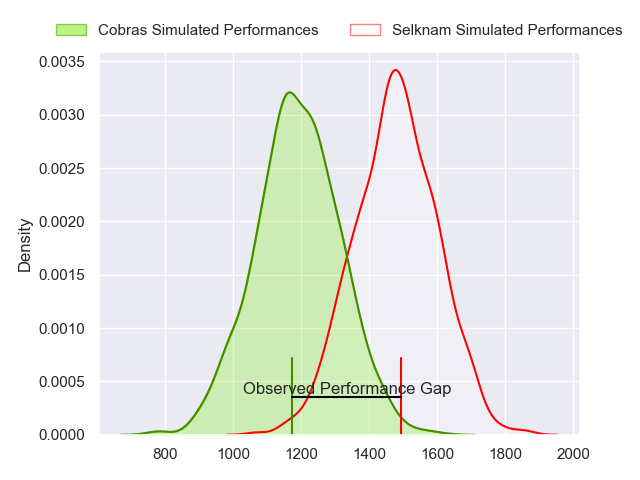 Cobras Simulated Performances Selknam Simulated Performances
0.0035
0.0030
0.0025
0.0020
0.0015
0.0010
0.0005
0.0000
Density
Observed Performance Gap
800 1000 1200 1400 1600 1800 2000